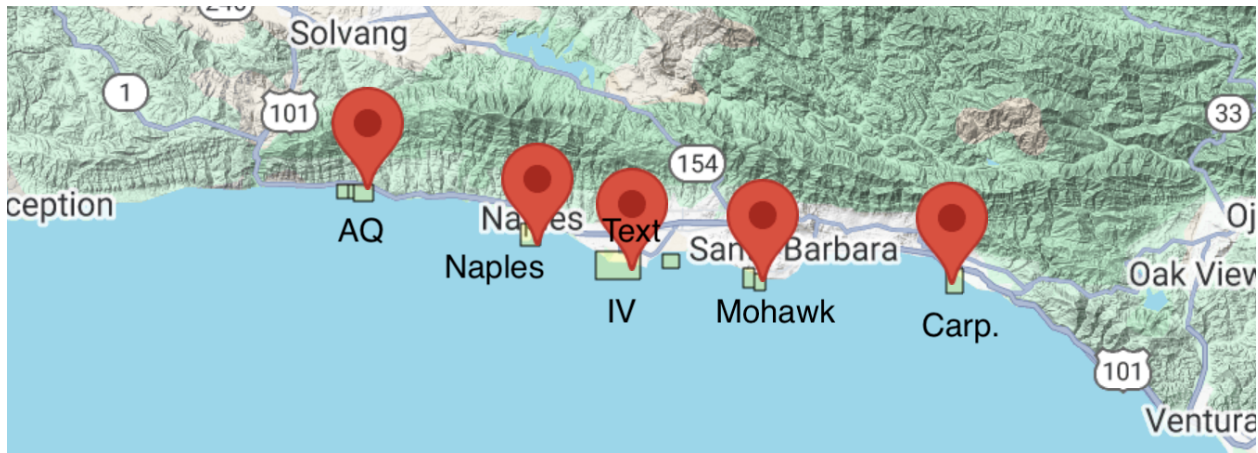 Solvang
1
101
33
154
ception
AQ
Naples
Text
Naples
Santa Barbara
IV
Mohawk
Carp.
Oj
Oak View
101
Ventura